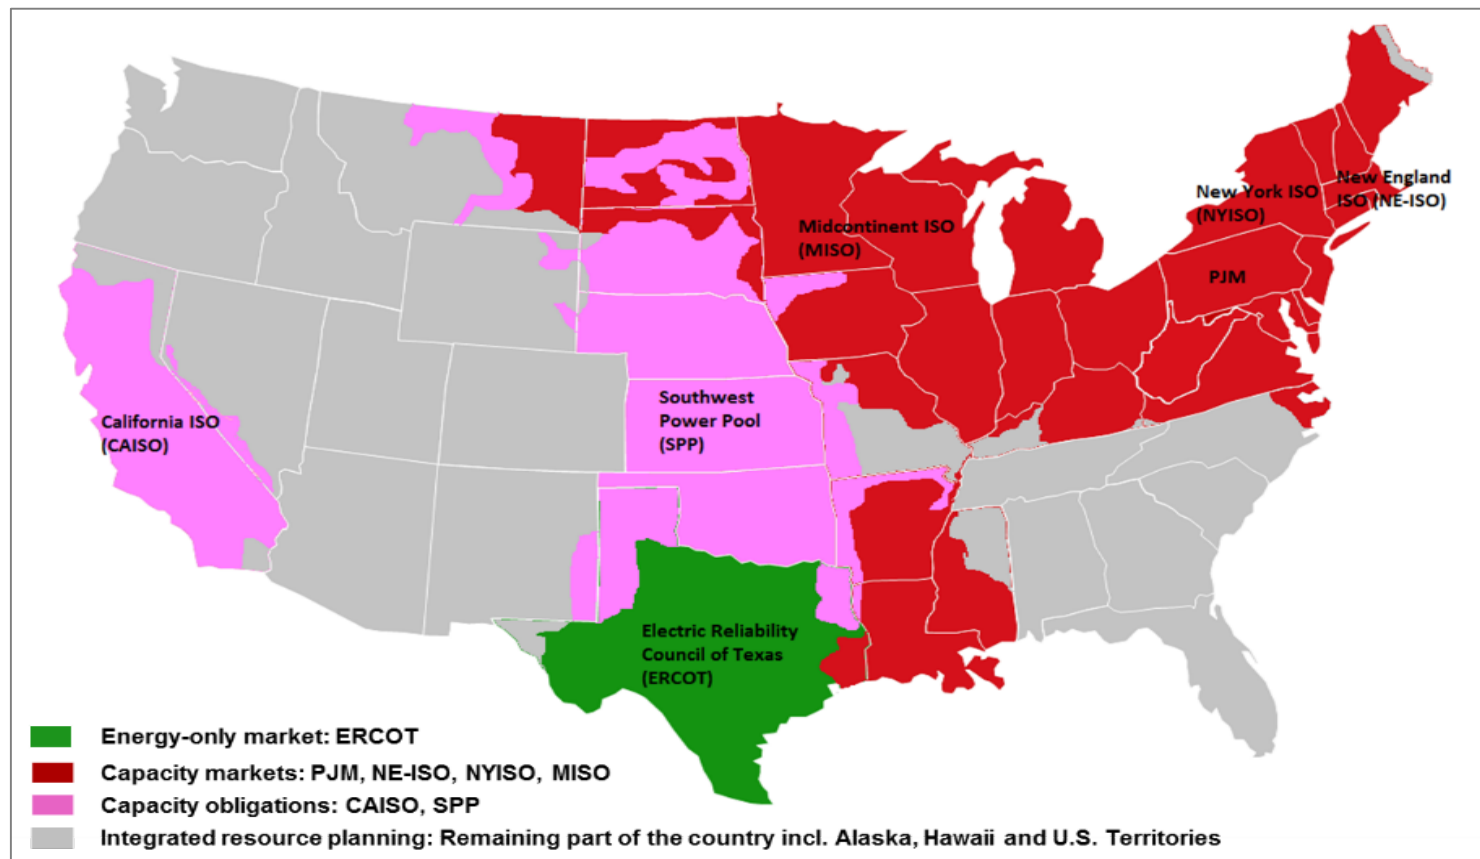 New England
ISO (NE-ISO)
New York ISO
(NYISO)
Midcontinent ISO
(MISO)
PJM
Southwest
Power Pool
(SPP)
California ISO
(CAISO)
Electric Reliability
Council of Texas
(ERCOT)
Energy-only market: ERCOT
Capacity markets: PJM, NE-ISO, NYISO, MISO
Capacity obligations: CAISO, SPP
Integrated resource planning: Remaining part of the country incl. Alaska, Hawaii and U.S. Territories